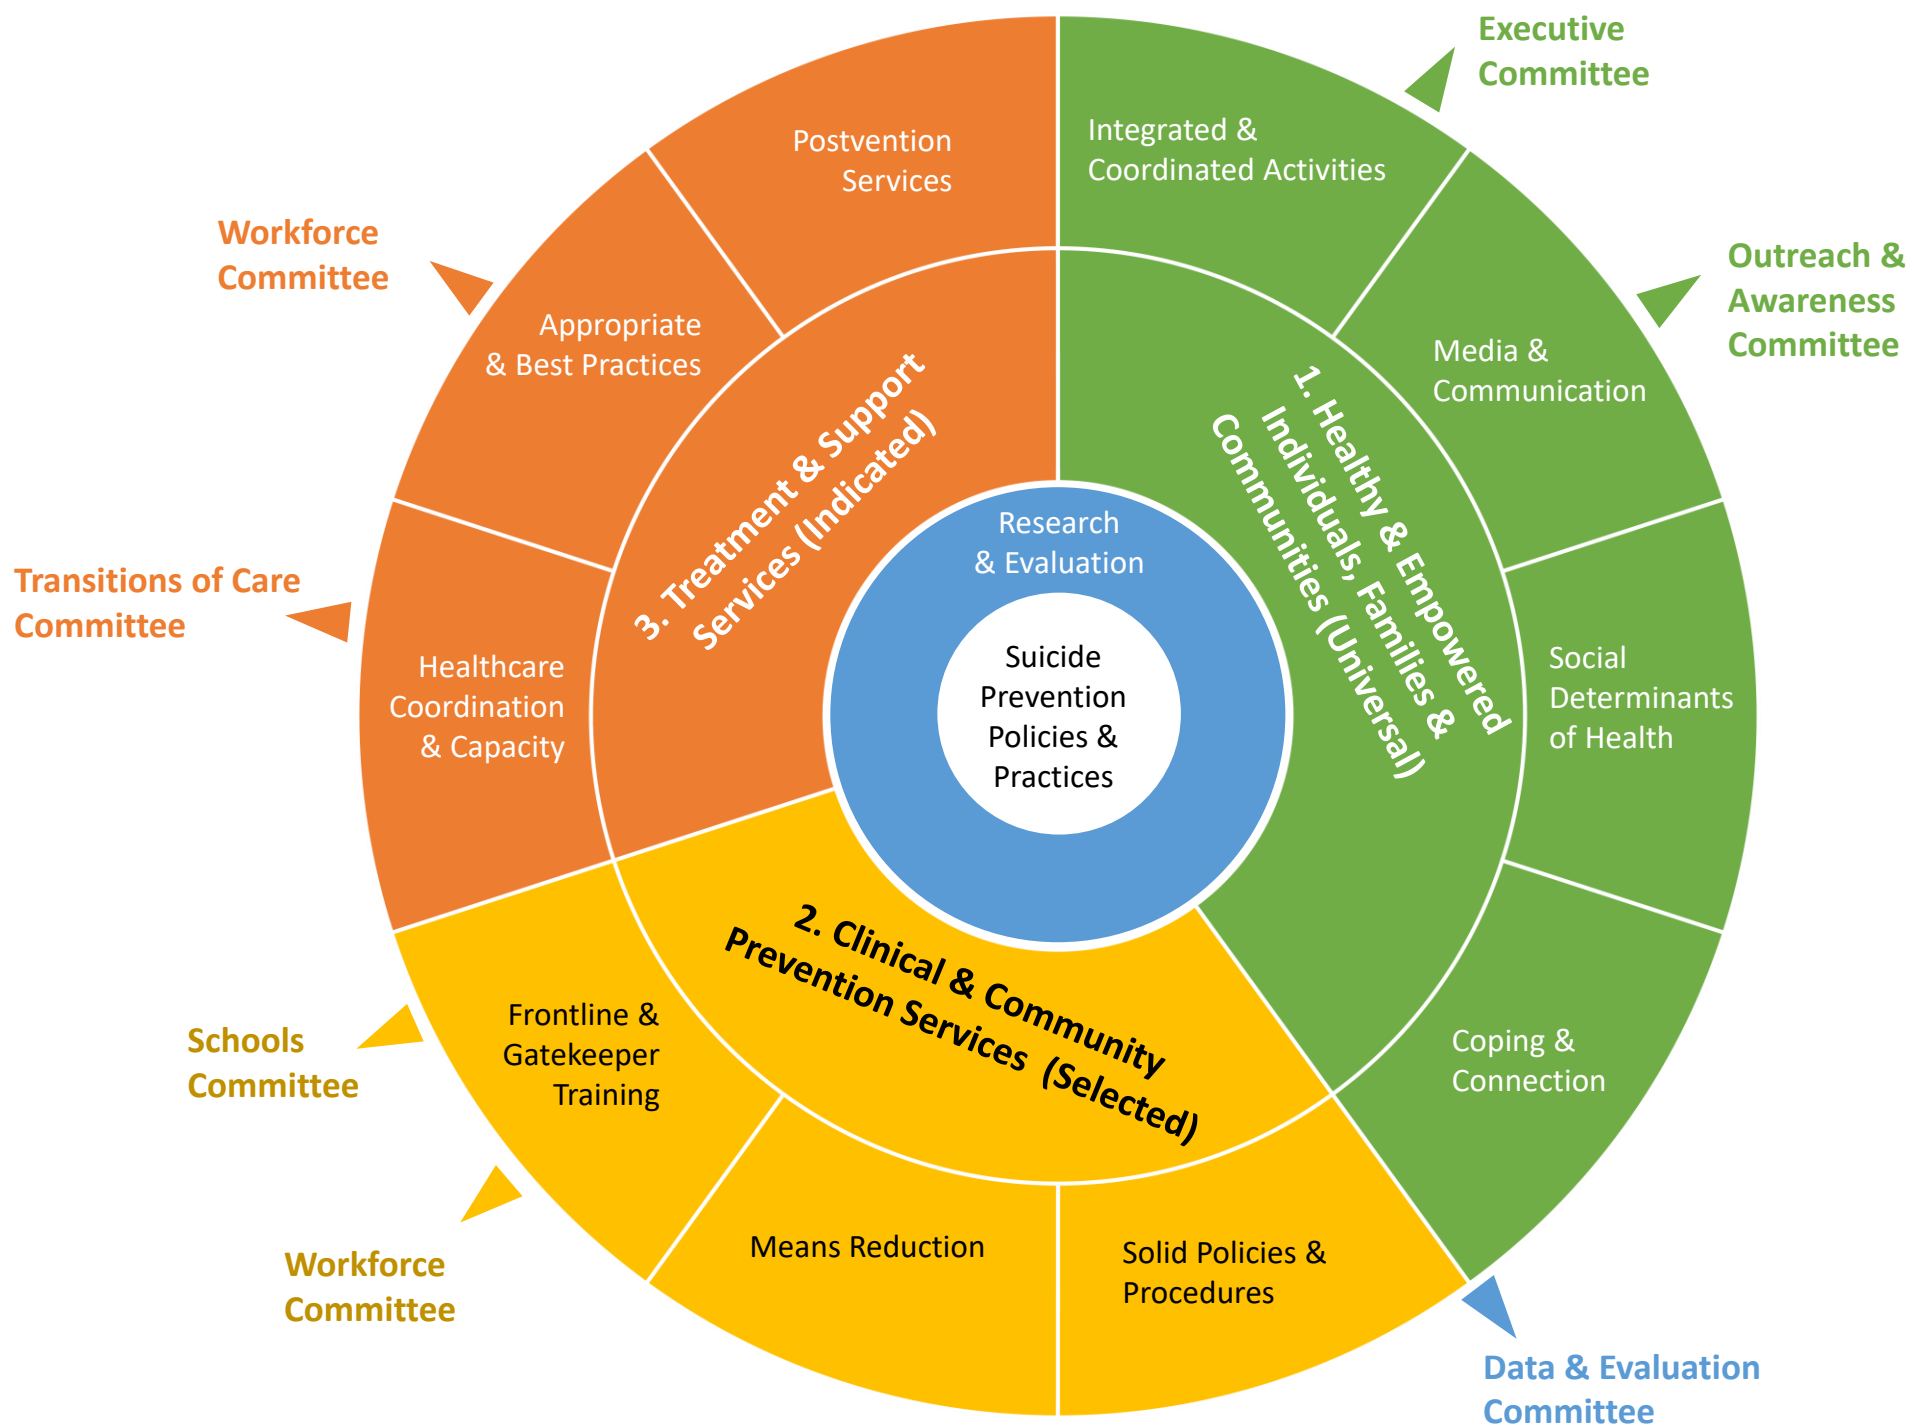 Executive
Committee
Integrated &
Coordinated Activities
Outreach &
Awareness
Committee
Media &
Communication
Social
Determinants
of Health
Coping &
Connection
1. Healthy & Empowered
Individuals, Families &
Communities (Universal)
Data & Evaluation
Committee
Solid Policies &
Procedures
Means Reduction
Frontline &
Gatekeeper
Training
2. Clinical & Community
Prevention Services (Selected)
Workforce
Committee
Schools
Committee
Transitions of Care
Committee
Healthcare
Coordination
& Capacity
Workforce
Committee
Appropriate
& Best Practices
Postvention
Services
3. Treatment & Support
Services (Indicated)
Research
& Evaluation
Suicide
Prevention
Policies &
Practices